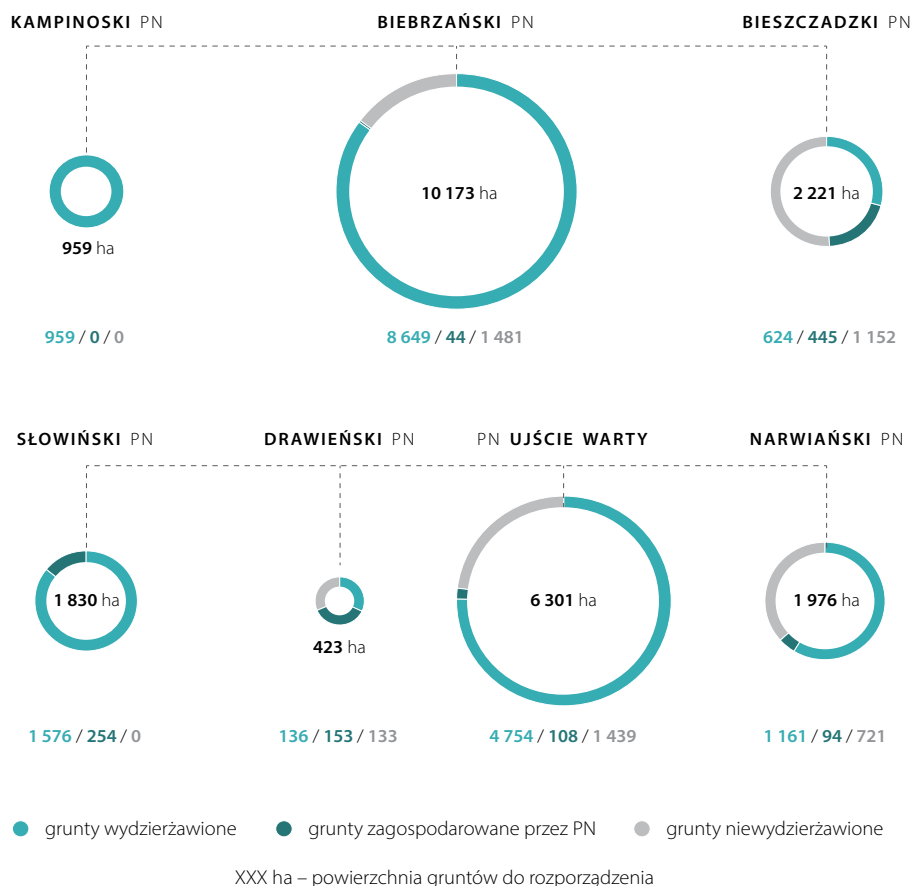 KAMPINOSKI PN
BIEBRZAŃSKI PN
BIESZCZADZKI PN
10 173 ha
2 221 ha
959 ha
959 / 0 / 0
8 649 / 44 / 1 481
624 / 445 / 1 152
SŁOWIŃSKI PN
DRAWIEŃSKI PN
PN UJŚCIE WARTY
NARWIAŃSKI PN
1 830 ha
6 301 ha
1 976 ha
423 ha
1 576 / 254 / 0
136 / 153 / 133
4 754 / 108 / 1 439
1 161 / 94 / 721
grunty wydzierżawione
grunty zagospodarowane przez PN
grunty niewydzierżawione
XXX ha – powierzchnia gruntów do rozporządzenia